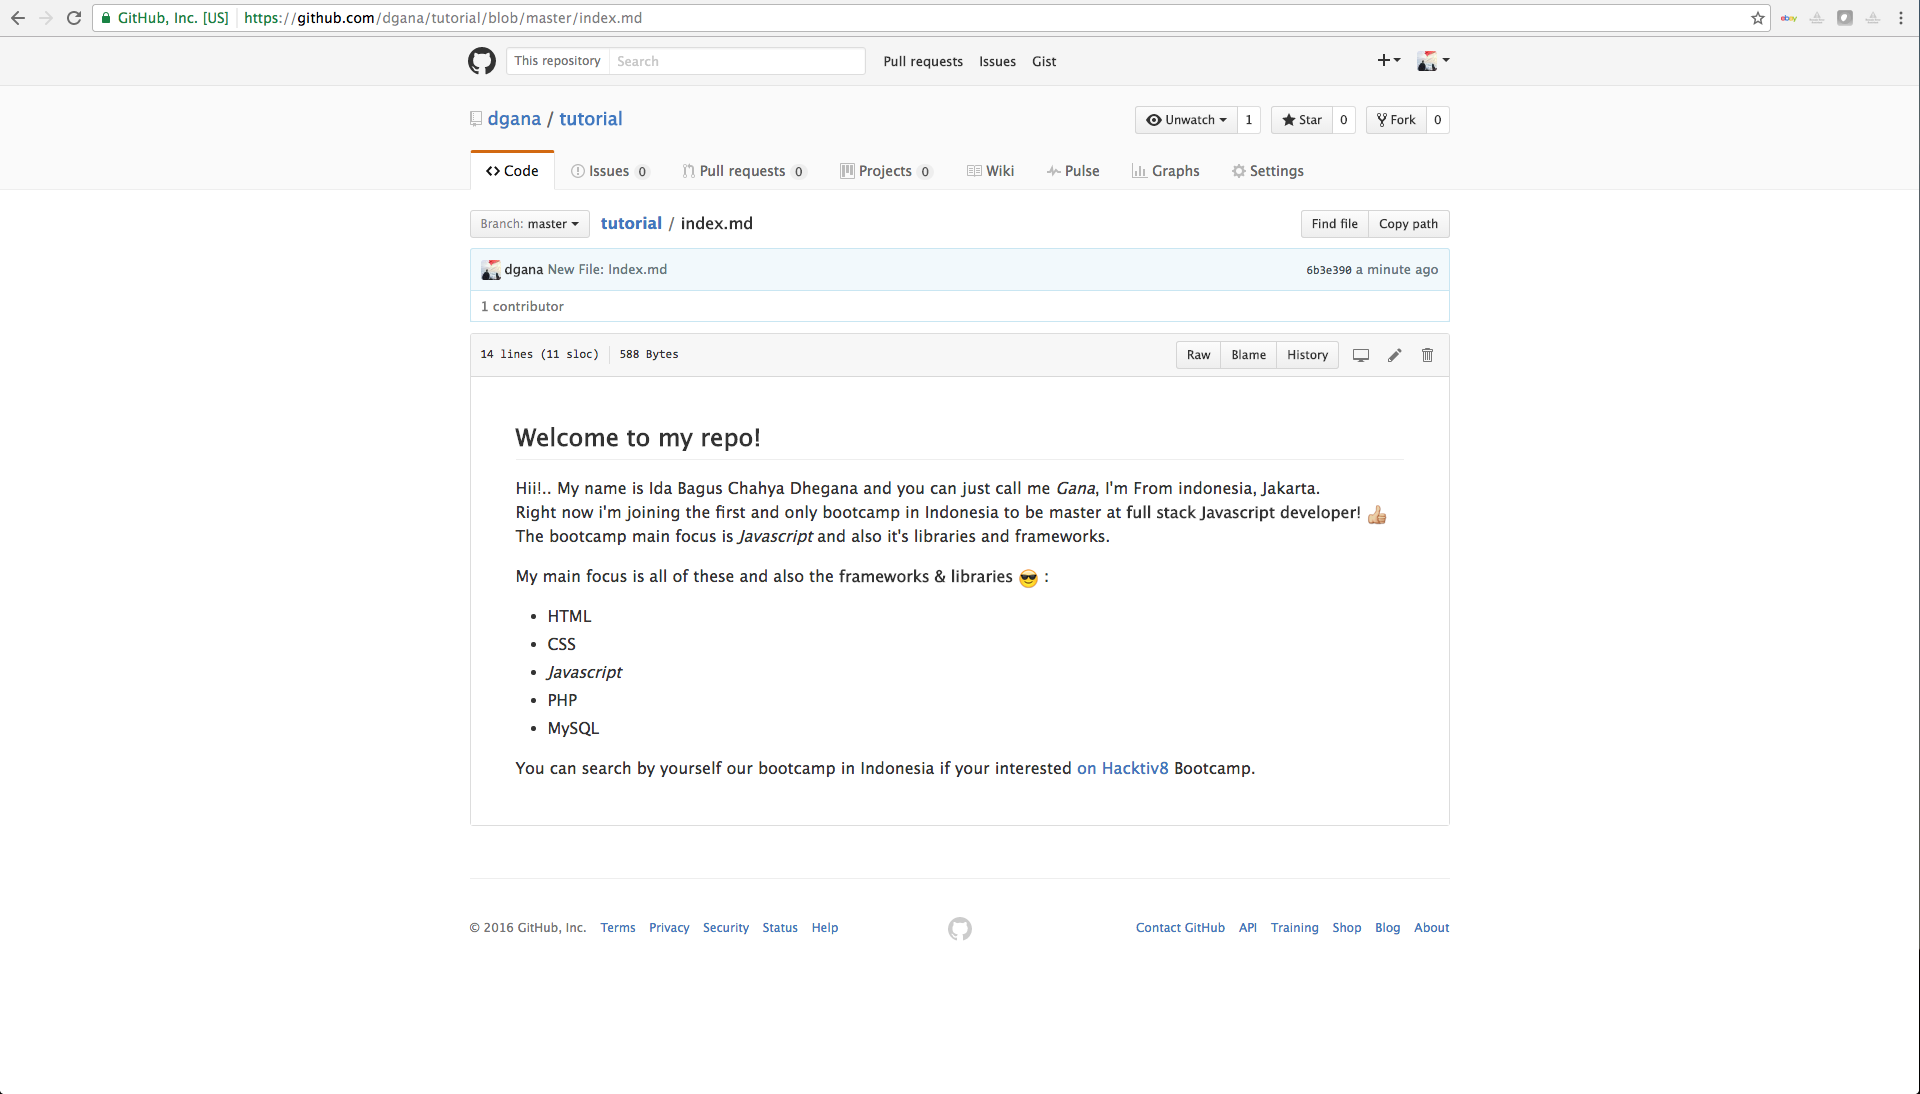 GitHub, Inc. [US] https://github.com/dgana/tutorial/blob/master/index.md ebay
This repository Search Pull requests Issues Gist
dgana / tutorial Unwatch 1 Star 0 Fork 0
Code Issues 0 Pull requests 0 Projects 0 Wiki Pulse Graphs Settings
Branch: master tutorial / index.md Find file Copy path
dgana New File: Index.md 6b3e390 a minute ago
1 contributor
14 lines (11 sloc) 588 Bytes Raw Blame History
Welcome to my repo!
Hii!.. My name is Ida Bagus Chahya Dhegana and you can just call me Gana, I'm From indonesia, Jakarta.
Right now i'm joining the first and only bootcamp in Indonesia to be master at full stack Javascript developer! 👍
The bootcamp main focus is Javascript and also it's libraries and frameworks.
My main focus is all of these and also the frameworks & libraries 😎 :
• HTML
• CSS
• Javascript
• PHP
• MySQL
You can search by yourself our bootcamp in Indonesia if your interested on Hacktiv8 Bootcamp.
© 2016 GitHub, Inc. Terms Privacy Security Status Help Contact GitHub API Training Shop Blog About